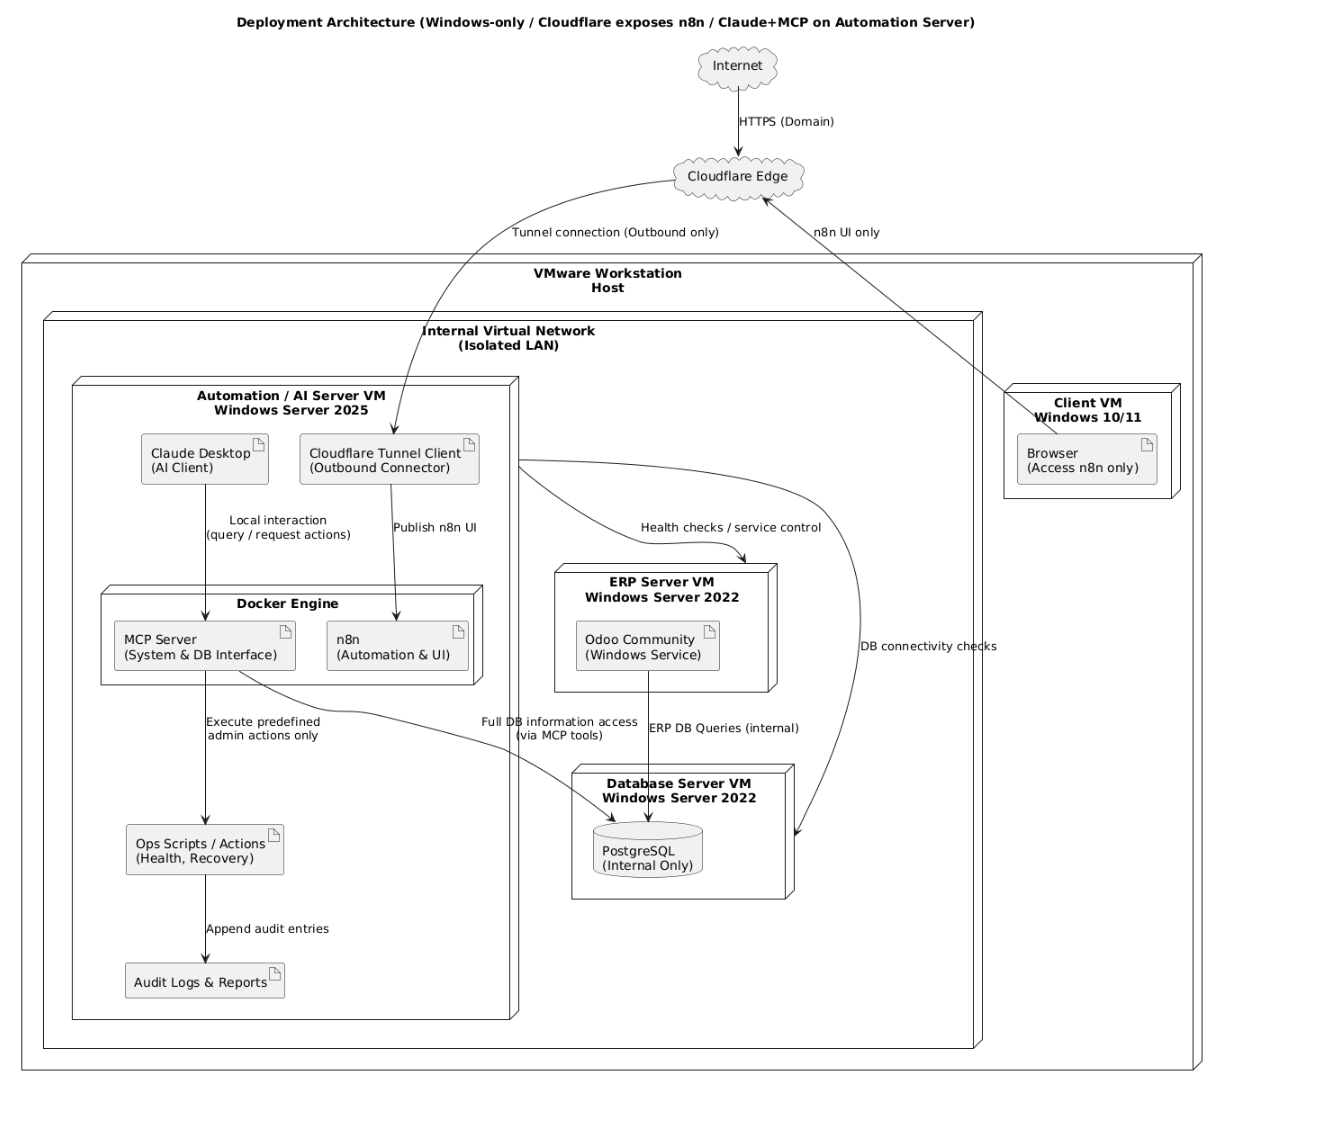 Deployment Architecture (Windows-only / Cloudflare exposes n8n / Claude+MCP on Automation Server)
Internet
HTTPS (Domain)
Cloudflare Edge
Tunnel connection (Outbound only)
n8n UI only
VMware Workstation
Host
Internal Virtual Network
(Isolated LAN)
Automation / AI Server VM
Windows Server 2025
Client VM
Windows 10/11
Claude Desktop
(AI Client)
Cloudflare Tunnel Client
(Outbound Connector)
Browser
(Access n8n only)
Local interaction
(query / request actions)
Publish n8n UI
Health checks / service control
Docker Engine
ERP Server VM
Windows Server 2022
MCP Server
(System & DB Interface)
n8n
(Automation & UI)
Odoo Community
(Windows Service)
DB connectivity checks
Execute predefined
admin actions only
Full DB information access
(via MCP tools)
ERP DB Queries (internal)
Database Server VM
Windows Server 2022
Ops Scripts / Actions
(Health, Recovery)
PostgreSQL
(Internal Only)
Append audit entries
Audit Logs & Reports